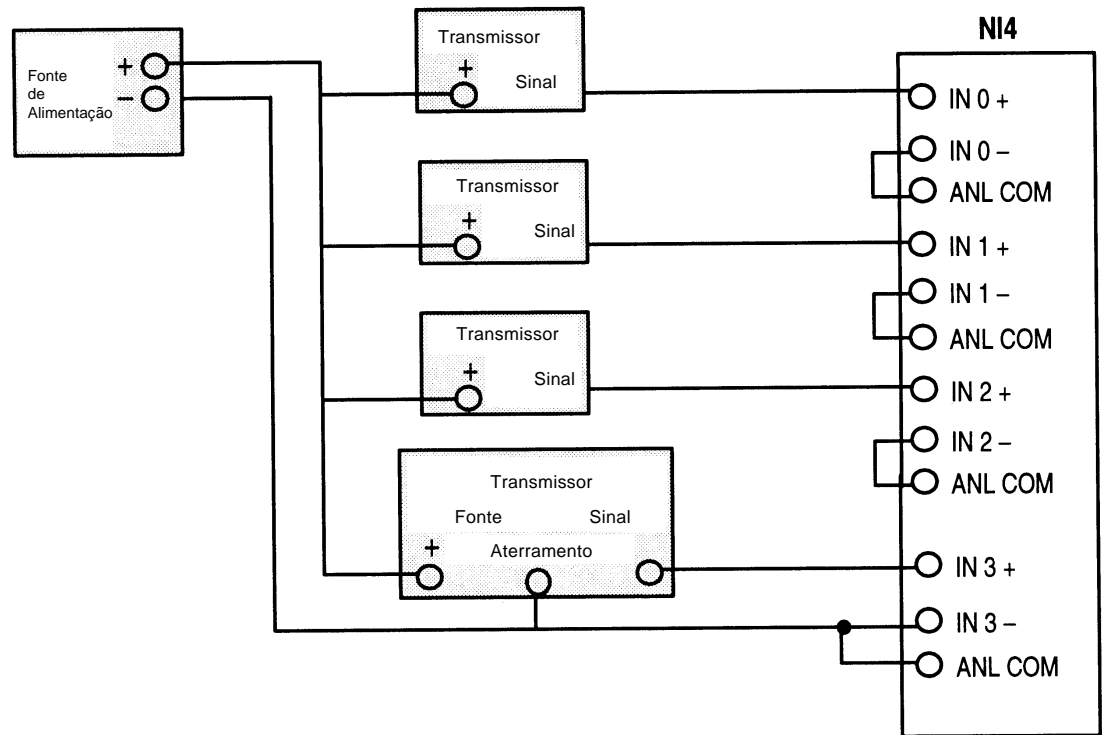 NI4
Fonte
de
Alimentação
+
–
Transmissor
+
Sinal
IN 0 +
IN 0 –
ANL COM
Transmissor
+
Sinal
IN 1 +
IN 1 –
ANL COM
Transmissor
+
Sinal
IN 2 +
IN 2 –
ANL COM
Transmissor
Fonte Sinal
+
Aterramento
IN 3 +
IN 3 –
ANL COM